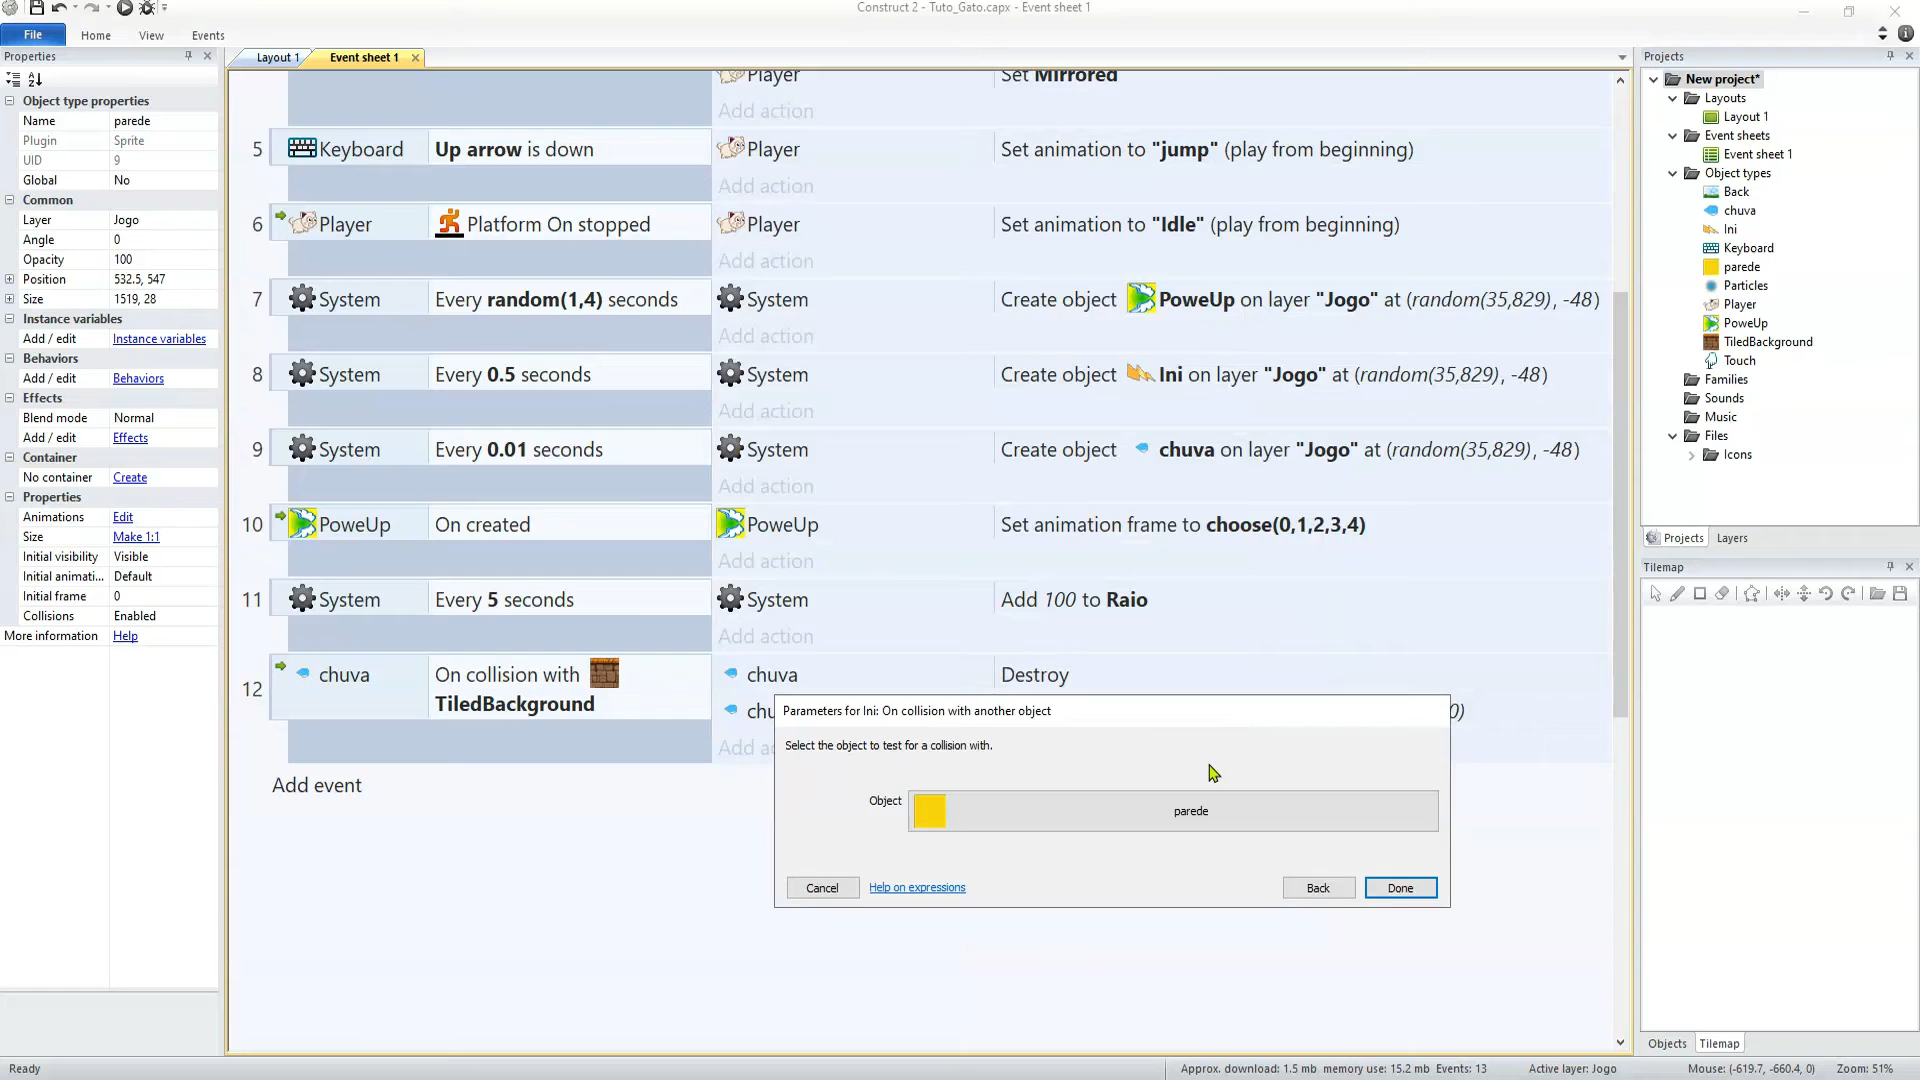 Construct 2 - Tuto_Gato.capx - Event sheet 1
File
Home
View
Events
Properties
Layout 1
Event sheet 1
Projects
Object type properties
Name parede
Plugin Sprite
UID 9
Global No
Common
Layer Jogo
Angle 0
Opacity 100
Position 532.5, 547
Size 1519, 28
Instance variables
Add / edit Instance variables
Behaviors
Add / edit Behaviors
Effects
Blend mode Normal
Add / edit Effects
Container
No container Create
Properties
Animations Edit
Size Make 1:1
Initial visibility Visible
Initial animati... Default
Initial frame 0
Collisions Enabled
More information Help
Player Set Mirrored
Add action
5 Keyboard Up arrow is down Player Set animation to "jump" (play from beginning)
Add action
6 Player Platform On stopped Player Set animation to "Idle" (play from beginning)
Add action
7 System Every random(1,4) seconds System Create object PoweUp on layer "Jogo" at (random(35,829), -48)
Add action
8 System Every 0.5 seconds System Create object Ini on layer "Jogo" at (random(35,829), -48)
Add action
9 System Every 0.01 seconds System Create object chuva on layer "Jogo" at (random(35,829), -48)
Add action
10 PoweUp On created PoweUp Set animation frame to choose(0,1,2,3,4)
Add action
11 System Every 5 seconds System Add 100 to Raio
Add action
12 chuva On collision with TiledBackground chuva Destroy
chu 0)
Add a
Add event
Parameters for Ini: On collision with another object
Select the object to test for a collision with.
Object parede
Cancel Help on expressions Back Done
New project*
Layouts
Layout 1
Event sheets
Event sheet 1
Object types
Back
chuva
Ini
Keyboard
parede
Particles
Player
PoweUp
TiledBackground
Touch
Families
Sounds
Music
Files
Icons
Projects Layers
Tilemap
Objects Tilemap
Ready
Approx. download: 1.5 mb memory use: 15.2 mb Events: 13 Active layer: Jogo Mouse: (-619.7, -660.4, 0) Zoom: 51%